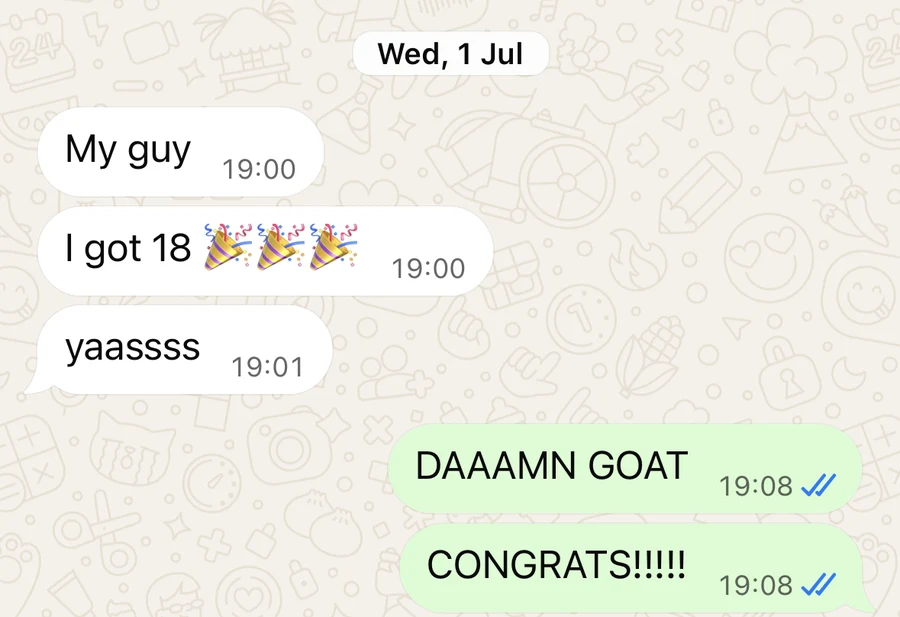 Wed, 1 Jul
My guy 19:00
I got 18 🎉🎉🎉 19:00
yaassss 19:01
DAAAMN GOAT 19:08
CONGRATS!!!!! 19:08